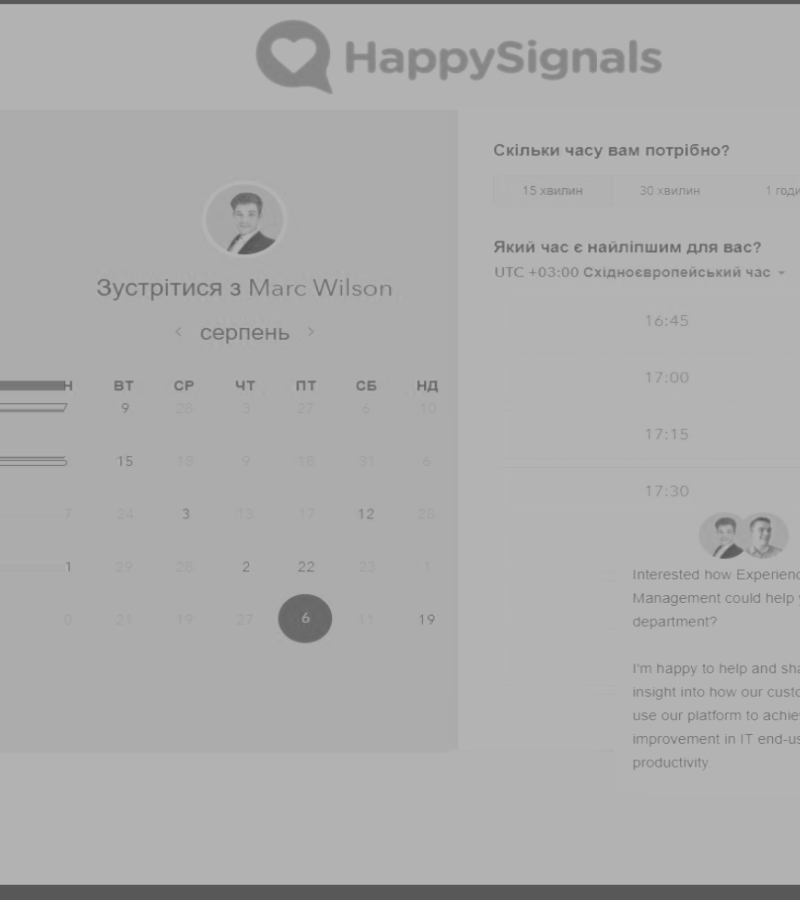 HappySignals
Зустрітися з Marc Wilson
серпень
Н ВТ СР ЧТ ПТ СБ НД
9 28 3 27 6 10
15 18 9 18 31 6
7 24 3 13 17 12 28
1 29 28 2 22 23 1
0 21 19 27 6 11 19
Скільки часу вам потрібно?
15 хвилин 30 хвилин 1 годи
Який час є найліпшим для вас?
UTC +03:00 Східноєвропейський час
16:45
17:00
17:15
17:30
Interested how Experienc
Management could help
department?
I'm happy to help and sha
insight into how our custo
use our platform to achie
improvement in IT end-us
productivity